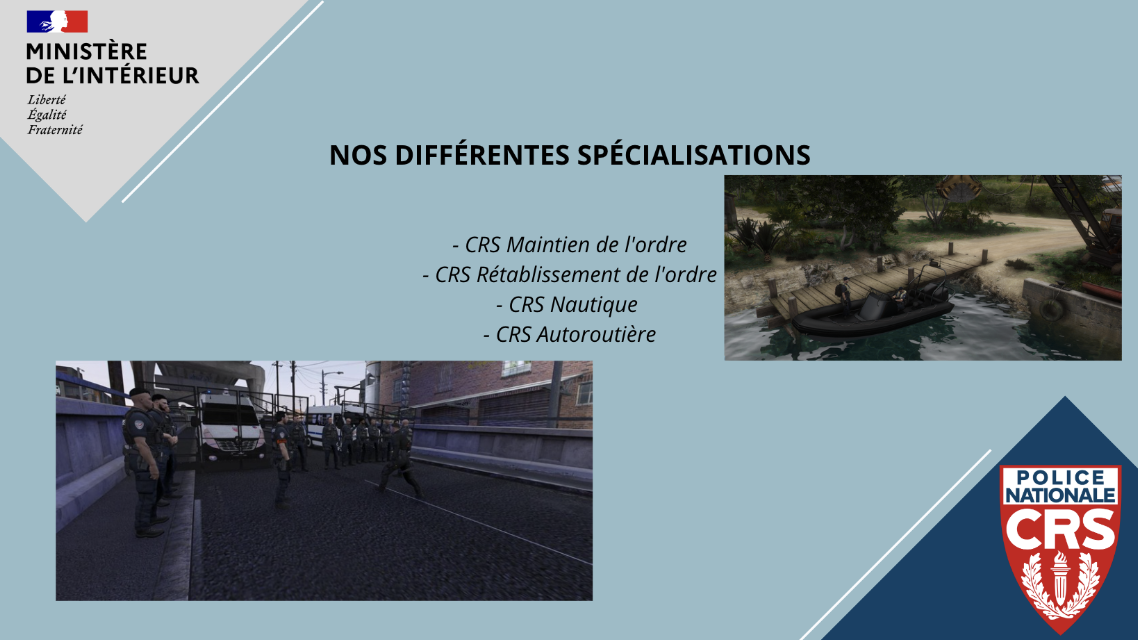 MINISTÈRE
DE L'INTÉRIEUR
Liberté
Égalité
Fraternité
NOS DIFFÉRENTES SPÉCIALISATIONS
- CRS Maintien de l'ordre
- CRS Rétablissement de l'ordre
- CRS Nautique
- CRS Autoroutière
POLICE
NATIONALE
CRS